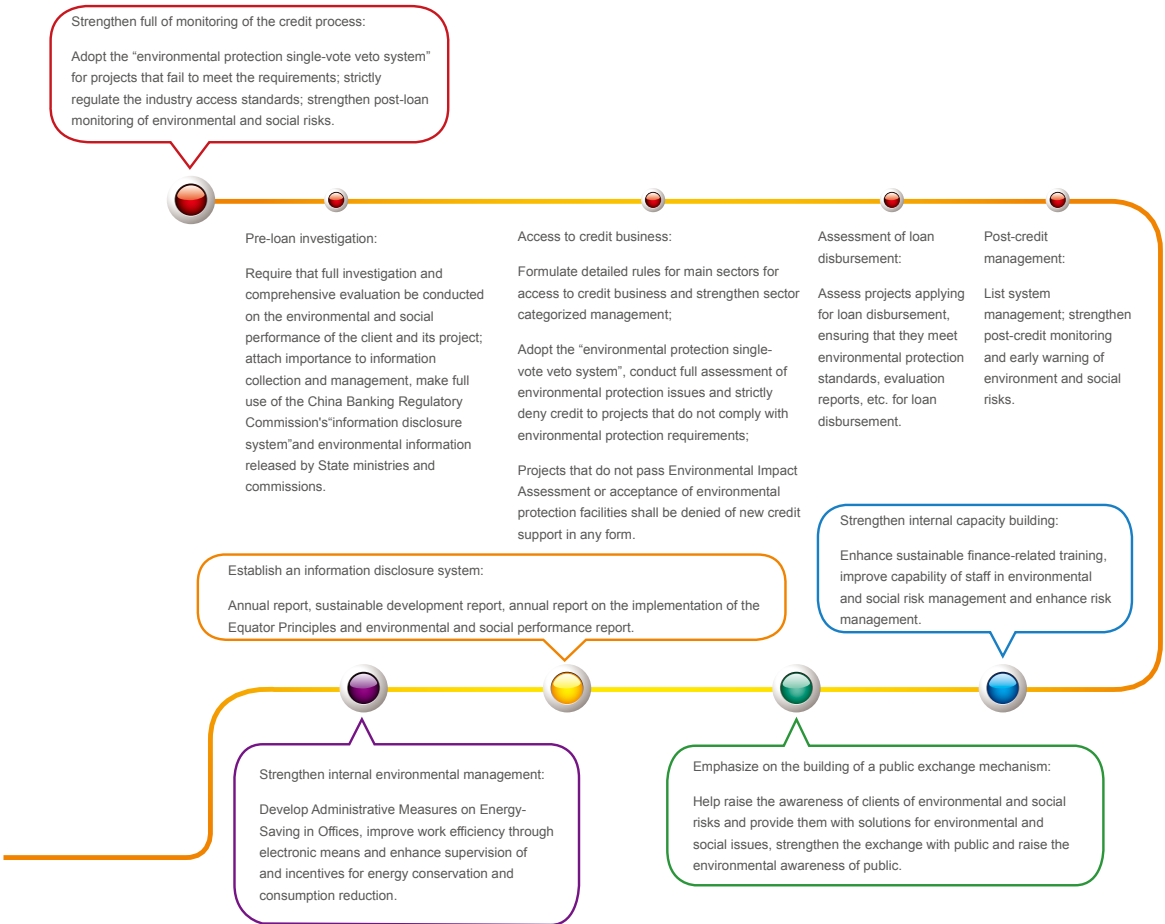 Strengthen full of monitoring of the credit process:
Adopt the “environmental protection single-vote veto system”
for projects that fail to meet the requirements; strictly
regulate the industry access standards; strengthen post-loan
monitoring of environmental and social risks.
Pre-loan investigation:
Require that full investigation and
comprehensive evaluation be conducted
on the environmental and social
performance of the client and its project;
attach importance to information
collection and management, make full
use of the China Banking Regulatory
Commission's“information disclosure
system”and environmental information
released by State ministries and
commissions.
Access to credit business:
Formulate detailed rules for main sectors for
access to credit business and strengthen sector
categorized management;
Adopt the “environmental protection single-
vote veto system”, conduct full assessment of
environmental protection issues and strictly
deny credit to projects that do not comply with
environmental protection requirements;
Projects that do not pass Environmental Impact
Assessment or acceptance of environmental
protection facilities shall be denied of new credit
support in any form.
Assessment of loan
disbursement:
Assess projects applying
for loan disbursement,
ensuring that they meet
environmental protection
standards, evaluation
reports, etc. for loan
disbursement.
Post-credit
management:
List system
management; strengthen
post-credit monitoring
and early warning of
environment and social
risks.
Strengthen internal capacity building:
Enhance sustainable finance-related training,
improve capability of staff in environmental
and social risk management and enhance risk
management.
Establish an information disclosure system:
Annual report, sustainable development report, annual report on the implementation of the
Equator Principles and environmental and social performance report.
Strengthen internal environmental management:
Develop Administrative Measures on Energy-
Saving in Offices, improve work efficiency through
electronic means and enhance supervision of
and incentives for energy conservation and
consumption reduction.
Emphasize on the building of a public exchange mechanism:
Help raise the awareness of clients of environmental and social
risks and provide them with solutions for environmental and
social issues, strengthen the exchange with public and raise the
environmental awareness of public.